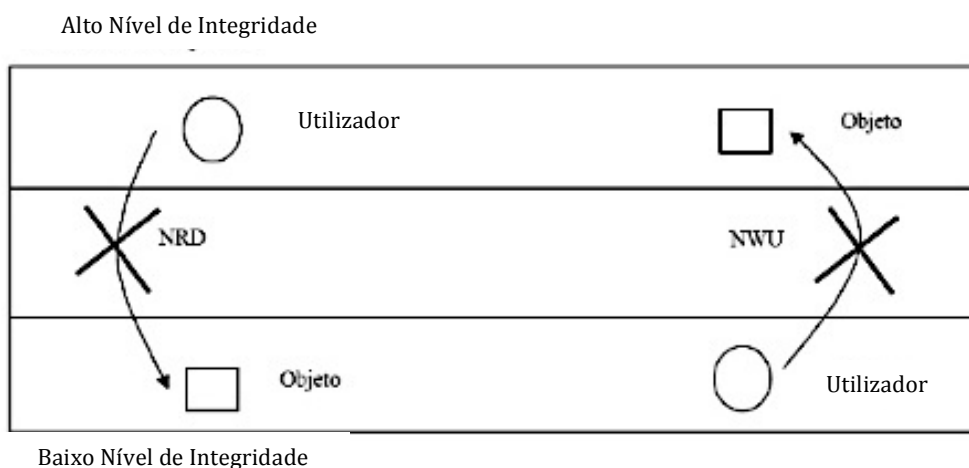 Alto Nível de Integridade
Utilizador
Objeto
NRD
NWU
Objeto
Utilizador
Baixo Nível de Integridade